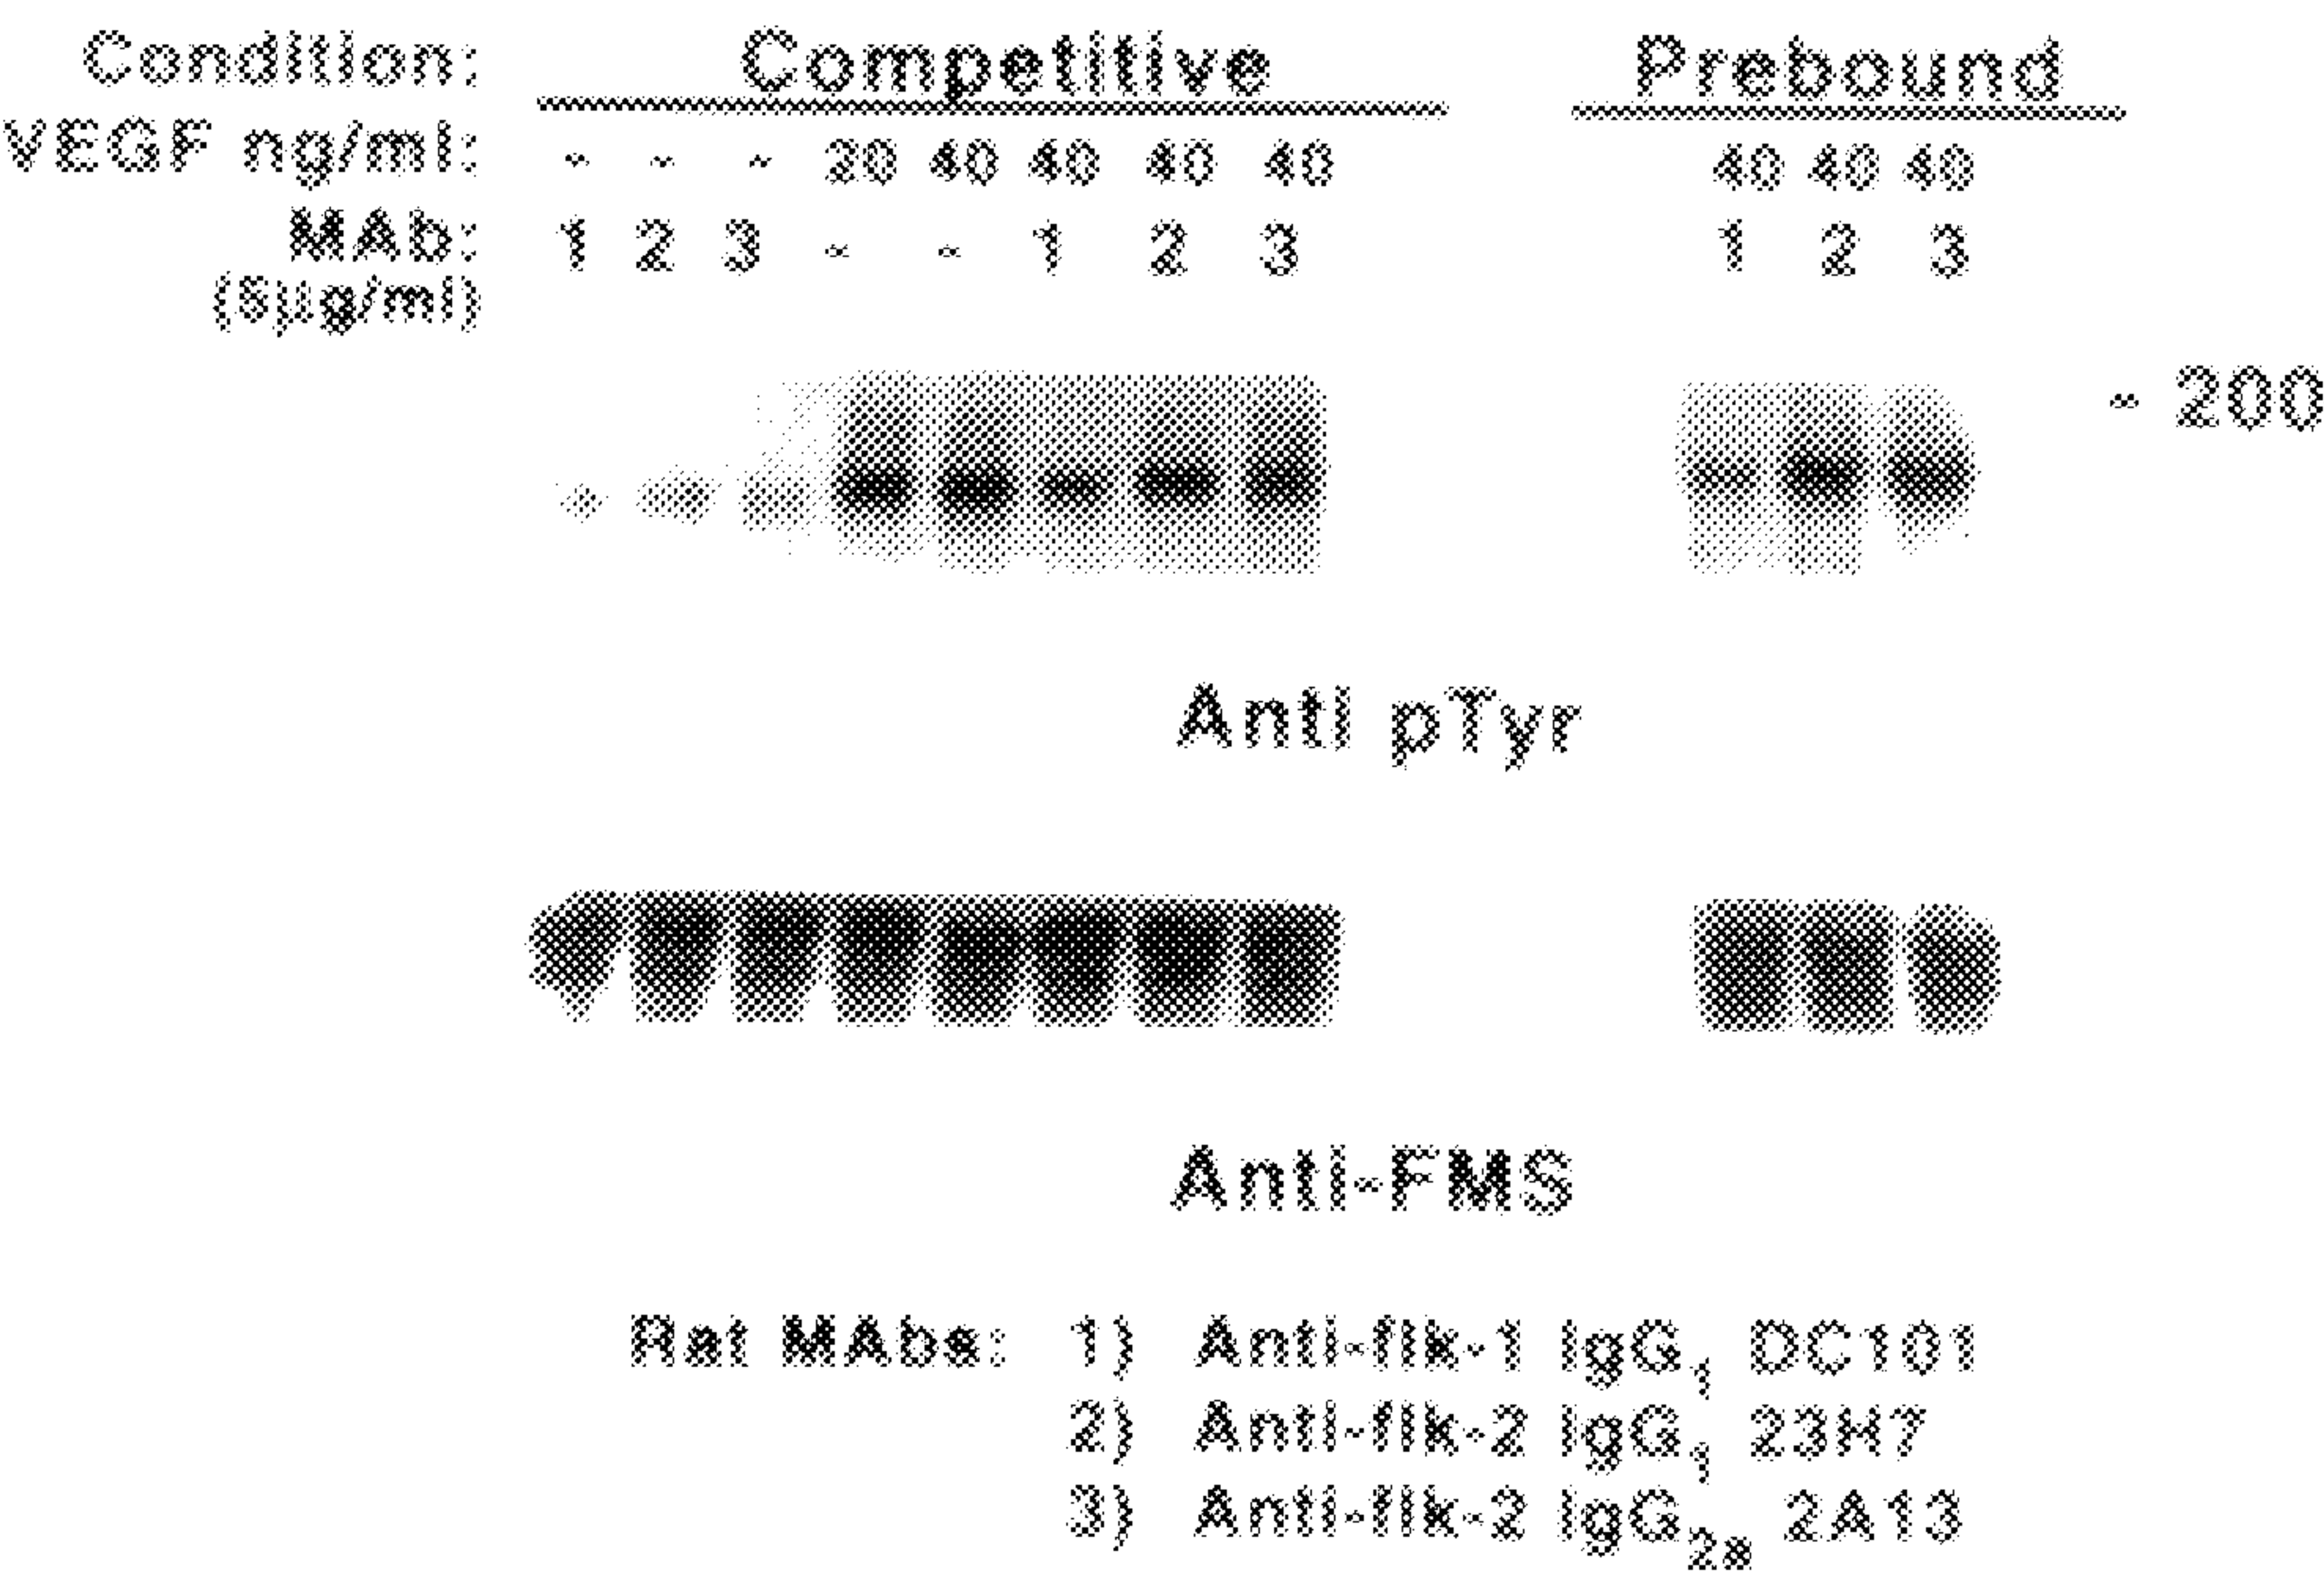 Condition: Competitive Prebound
VEGF ng/ml: - - - 20 40 40 40 40 40 40 40
MAb: 1 2 3 - - 1 2 3 1 2 3
(5µg/ml)
- 200
Anti pTyr
Anti-FMS
Rat MAbs: 1) Anti-flk-1 IgG1 DC101
2) Anti-flk-2 IgG1 23H7
3) Anti-flk-2 IgG2a 2A13